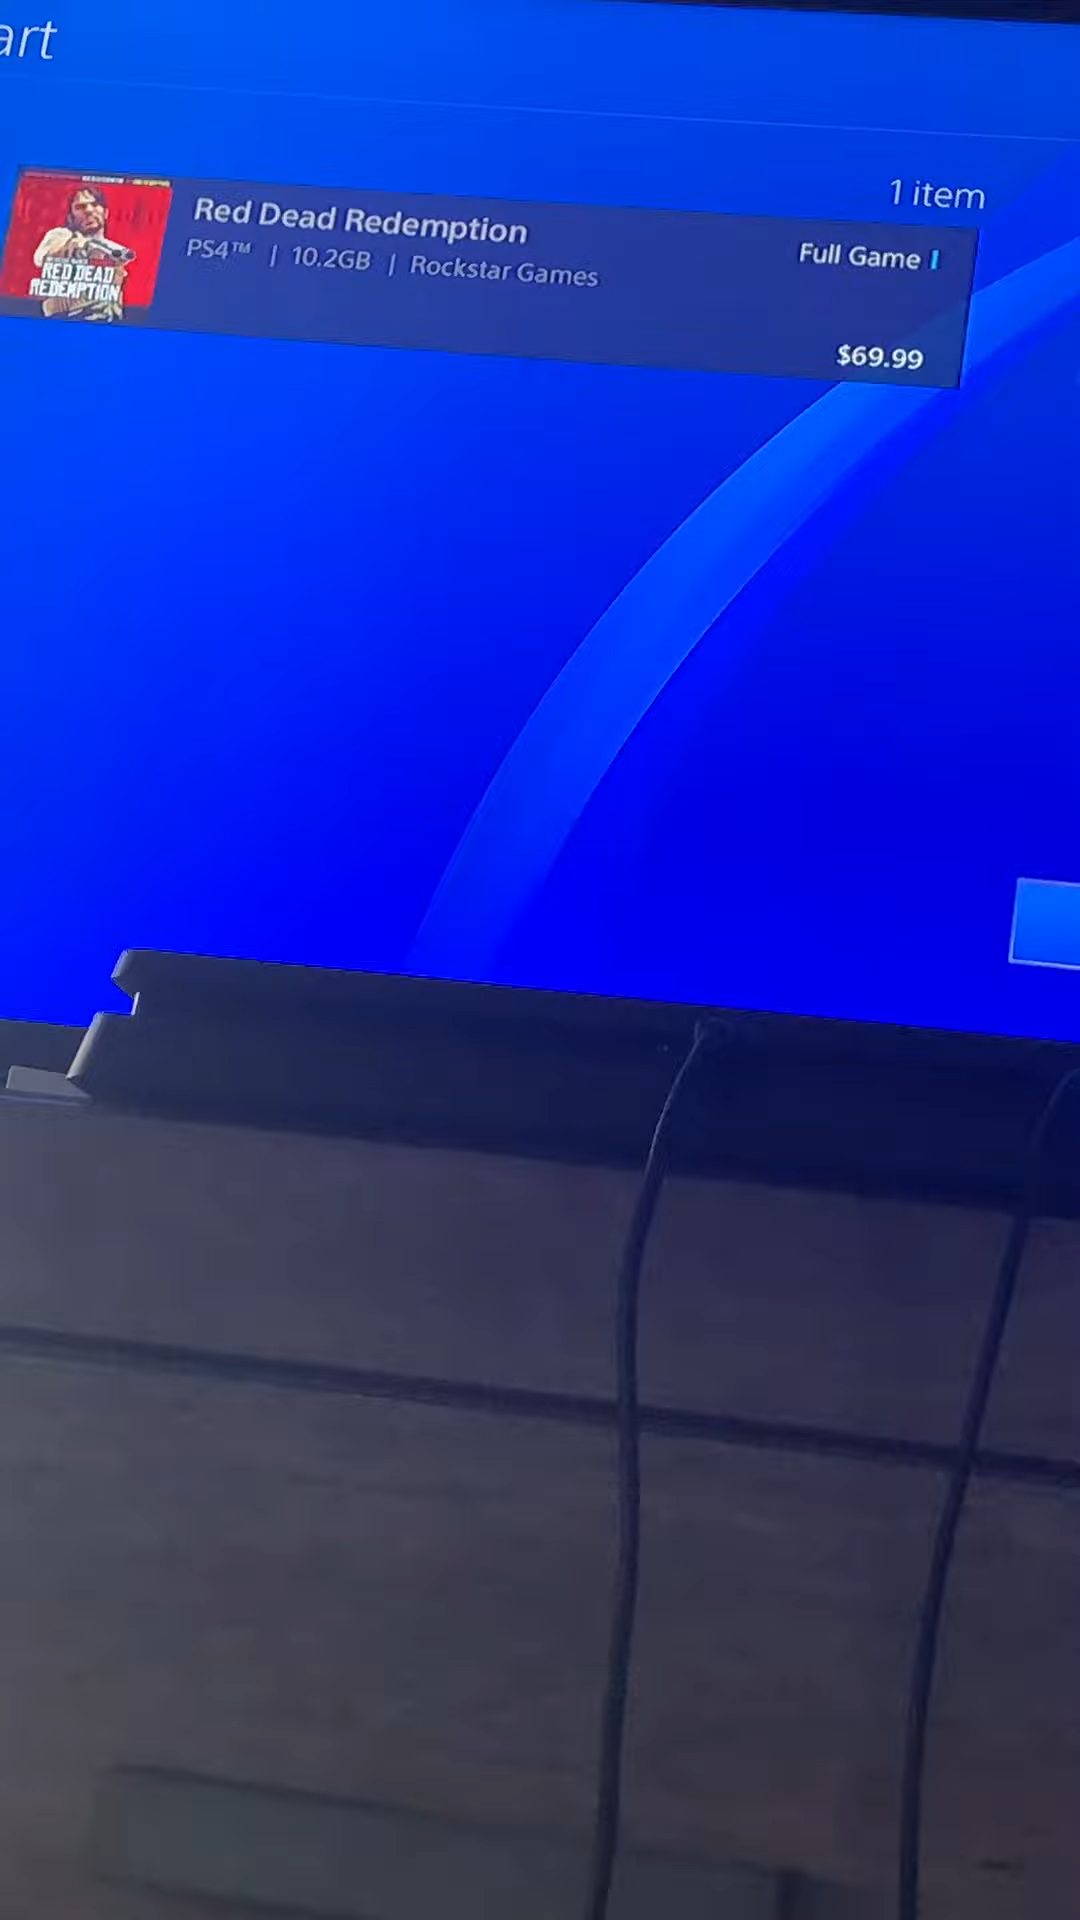 art
1 item
Red Dead Redemption
PS4™ | 10.2GB | Rockstar Games
Full Game
$69.99
RED DEAD
REDEMPTION